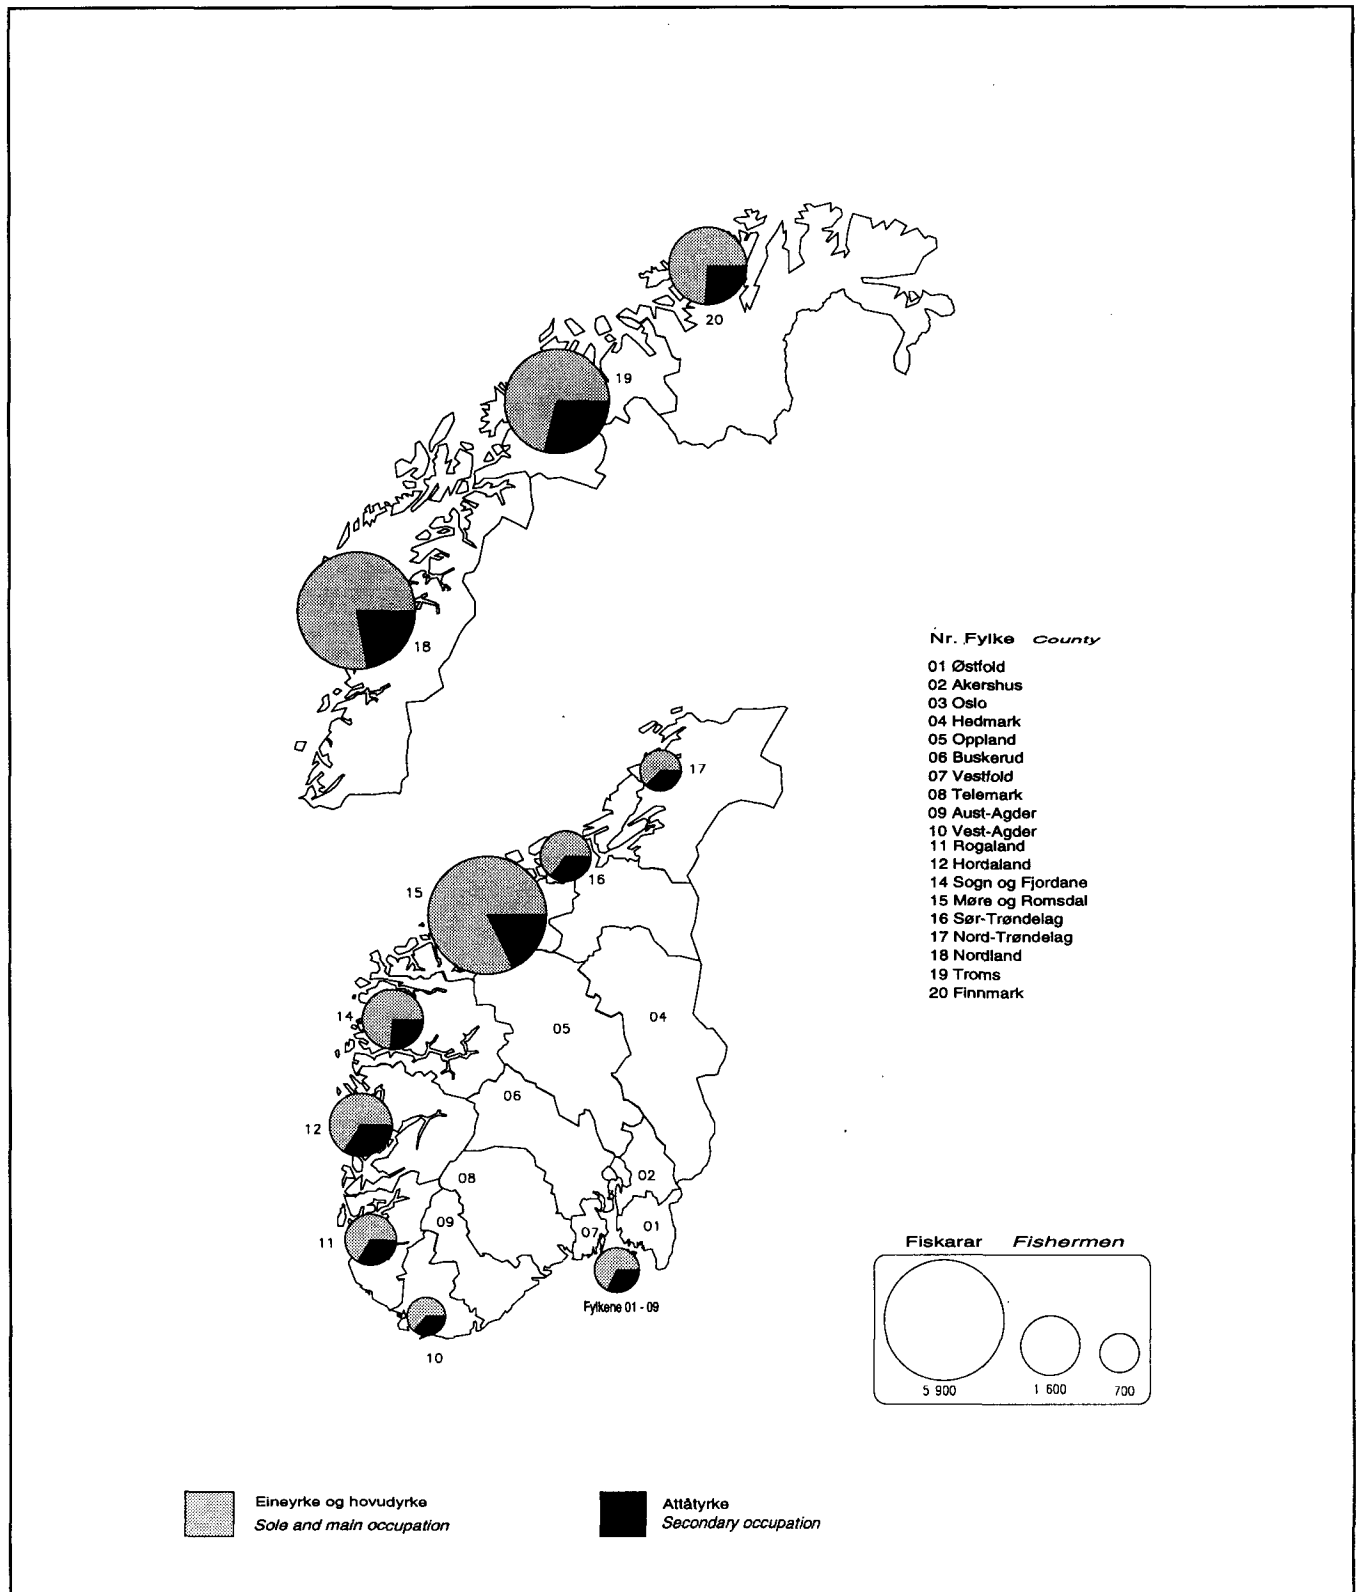 20
19
18
Nr. Fylke County
01 Østfold
02 Akershus
03 Oslo
04 Hedmark
05 Oppland
06 Buskerud
07 Vestfold
08 Telemark
09 Aust-Agder
10 Vest-Agder
11 Rogaland
12 Hordaland
14 Sogn og Fjordane
15 Møre og Romsdal
16 Sør-Trøndelag
17 Nord-Trøndelag
18 Nordland
19 Troms
20 Finnmark
17
16
15
14
05
04
06
12
02
08
09
07
01
11
Fylkene 01 - 09
10
Fiskarar Fishermen
5 900
1 600
700
Eineyrke og hovudyrke
Sole and main occupation
Attåtyrke
Secondary occupation